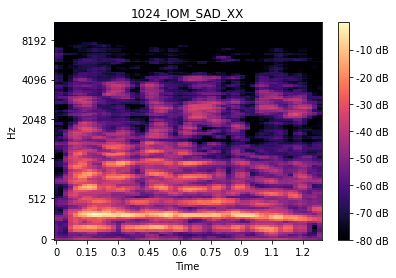 1024_IOM_SAD_XX
8192
4096
2048
1024
512
0
Hz
0
0.15
0.3
0.45
0.6
0.75
0.9
1.1
1.2
Time
-10 dB
-20 dB
-30 dB
-40 dB
-50 dB
-60 dB
-70 dB
-80 dB